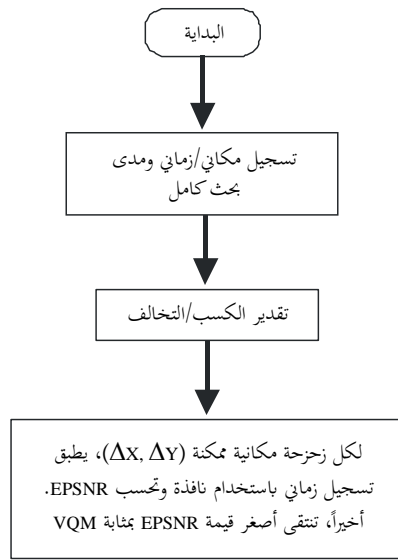 البداية
تسجيل مكاني/زماني ومدى
بحث كامل
تقدير الكسب/التخالف
لكل زحزحة مكانية ممكنة (ΔX, ΔY)، يطبق
تسجيل زماني باستخدام نافذة وتحسب EPSNR.
أخيراً، تنتقى أصغر قيمة EPSNR بمثابة VQM